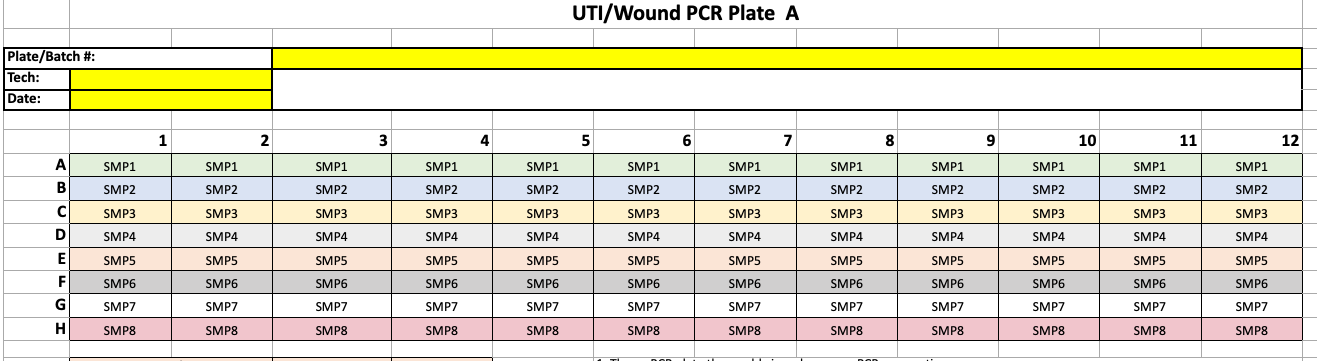 UTI/Wound PCR Plate A
Plate/Batch #:
Tech:
Date:
1 2 3 4 5 6 7 8 9 10 11 12
A SMP1 SMP1 SMP1 SMP1 SMP1 SMP1 SMP1 SMP1 SMP1 SMP1 SMP1 SMP1
B SMP2 SMP2 SMP2 SMP2 SMP2 SMP2 SMP2 SMP2 SMP2 SMP2 SMP2 SMP2
C SMP3 SMP3 SMP3 SMP3 SMP3 SMP3 SMP3 SMP3 SMP3 SMP3 SMP3 SMP3
D SMP4 SMP4 SMP4 SMP4 SMP4 SMP4 SMP4 SMP4 SMP4 SMP4 SMP4 SMP4
E SMP5 SMP5 SMP5 SMP5 SMP5 SMP5 SMP5 SMP5 SMP5 SMP5 SMP5 SMP5
F SMP6 SMP6 SMP6 SMP6 SMP6 SMP6 SMP6 SMP6 SMP6 SMP6 SMP6 SMP6
G SMP7 SMP7 SMP7 SMP7 SMP7 SMP7 SMP7 SMP7 SMP7 SMP7 SMP7 SMP7
H SMP8 SMP8 SMP8 SMP8 SMP8 SMP8 SMP8 SMP8 SMP8 SMP8 SMP8 SMP8